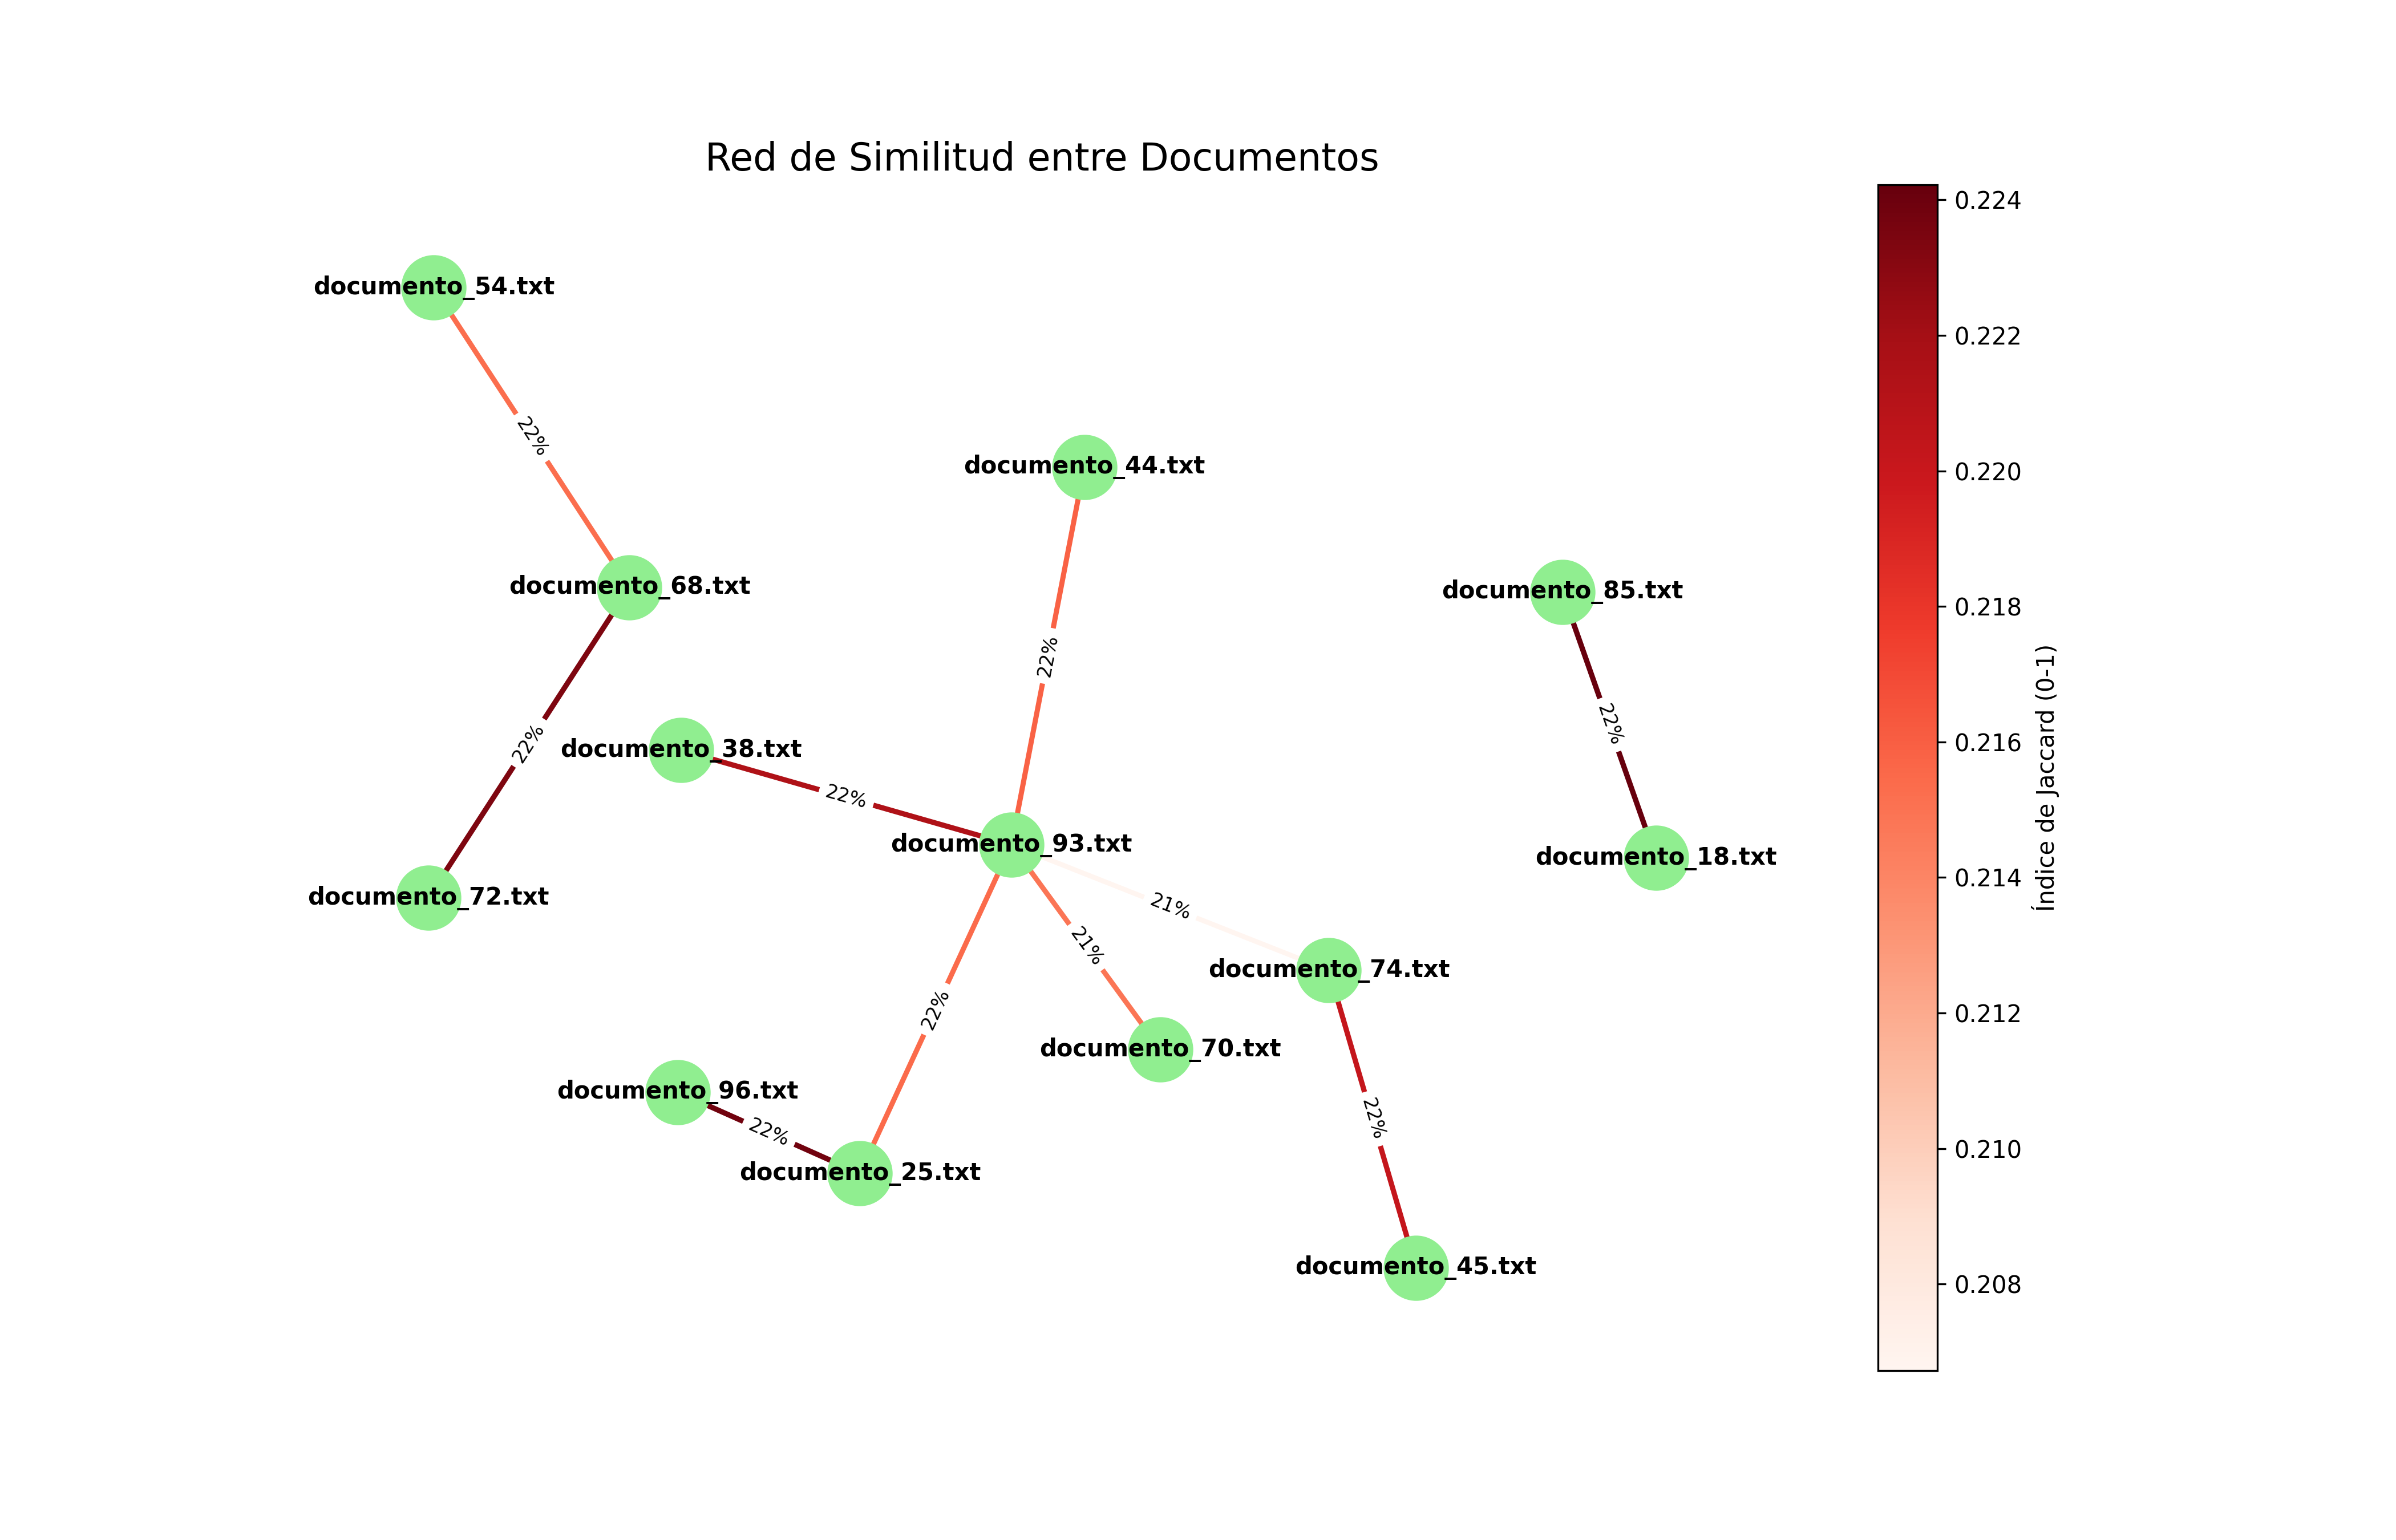 Red de Similitud entre Documentos
documento_54.txt
22%
documento_44.txt
documento_68.txt
documento_85.txt
22%
22%
22%
documento_38.txt
22%
documento_93.txt
documento_18.txt
documento_72.txt
21%
21%
documento_74.txt
22%
documento_70.txt
documento_96.txt
22%
22%
documento_25.txt
documento_45.txt
0.224
0.222
0.220
0.218
0.216
0.214
0.212
0.210
0.208
Índice de Jaccard (0-1)